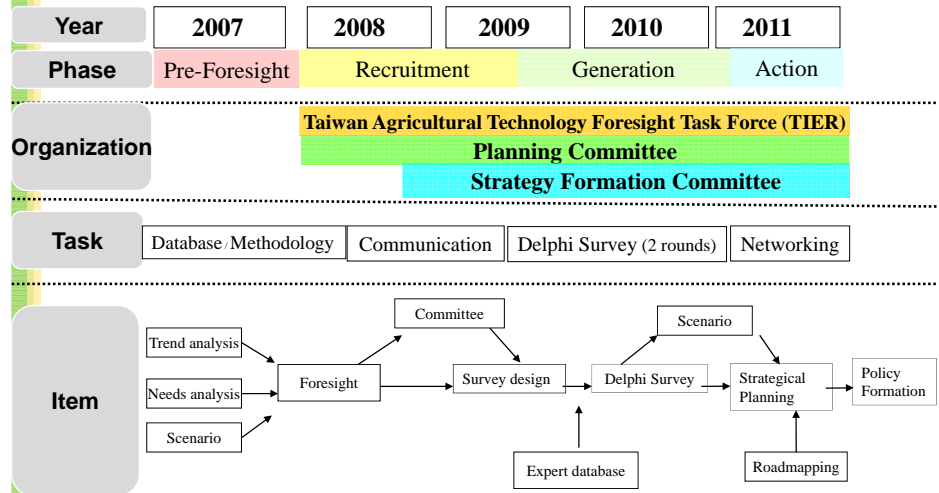 Year
2007
2008
2009
2010
2011
Phase
Pre-Foresight
Recruitment
Generation
Action
Organization
Taiwan Agricultural Technology Foresight Task Force (TIER)
Planning Committee
Strategy Formation Committee
Task
Database / Methodology
Communication
Delphi Survey (2 rounds)
Networking
Item
Trend analysis
Needs analysis
Scenario
Foresight
Committee
Survey design
Expert database
Delphi Survey
Scenario
Strategical
Planning
Roadmapping
Policy
Formation